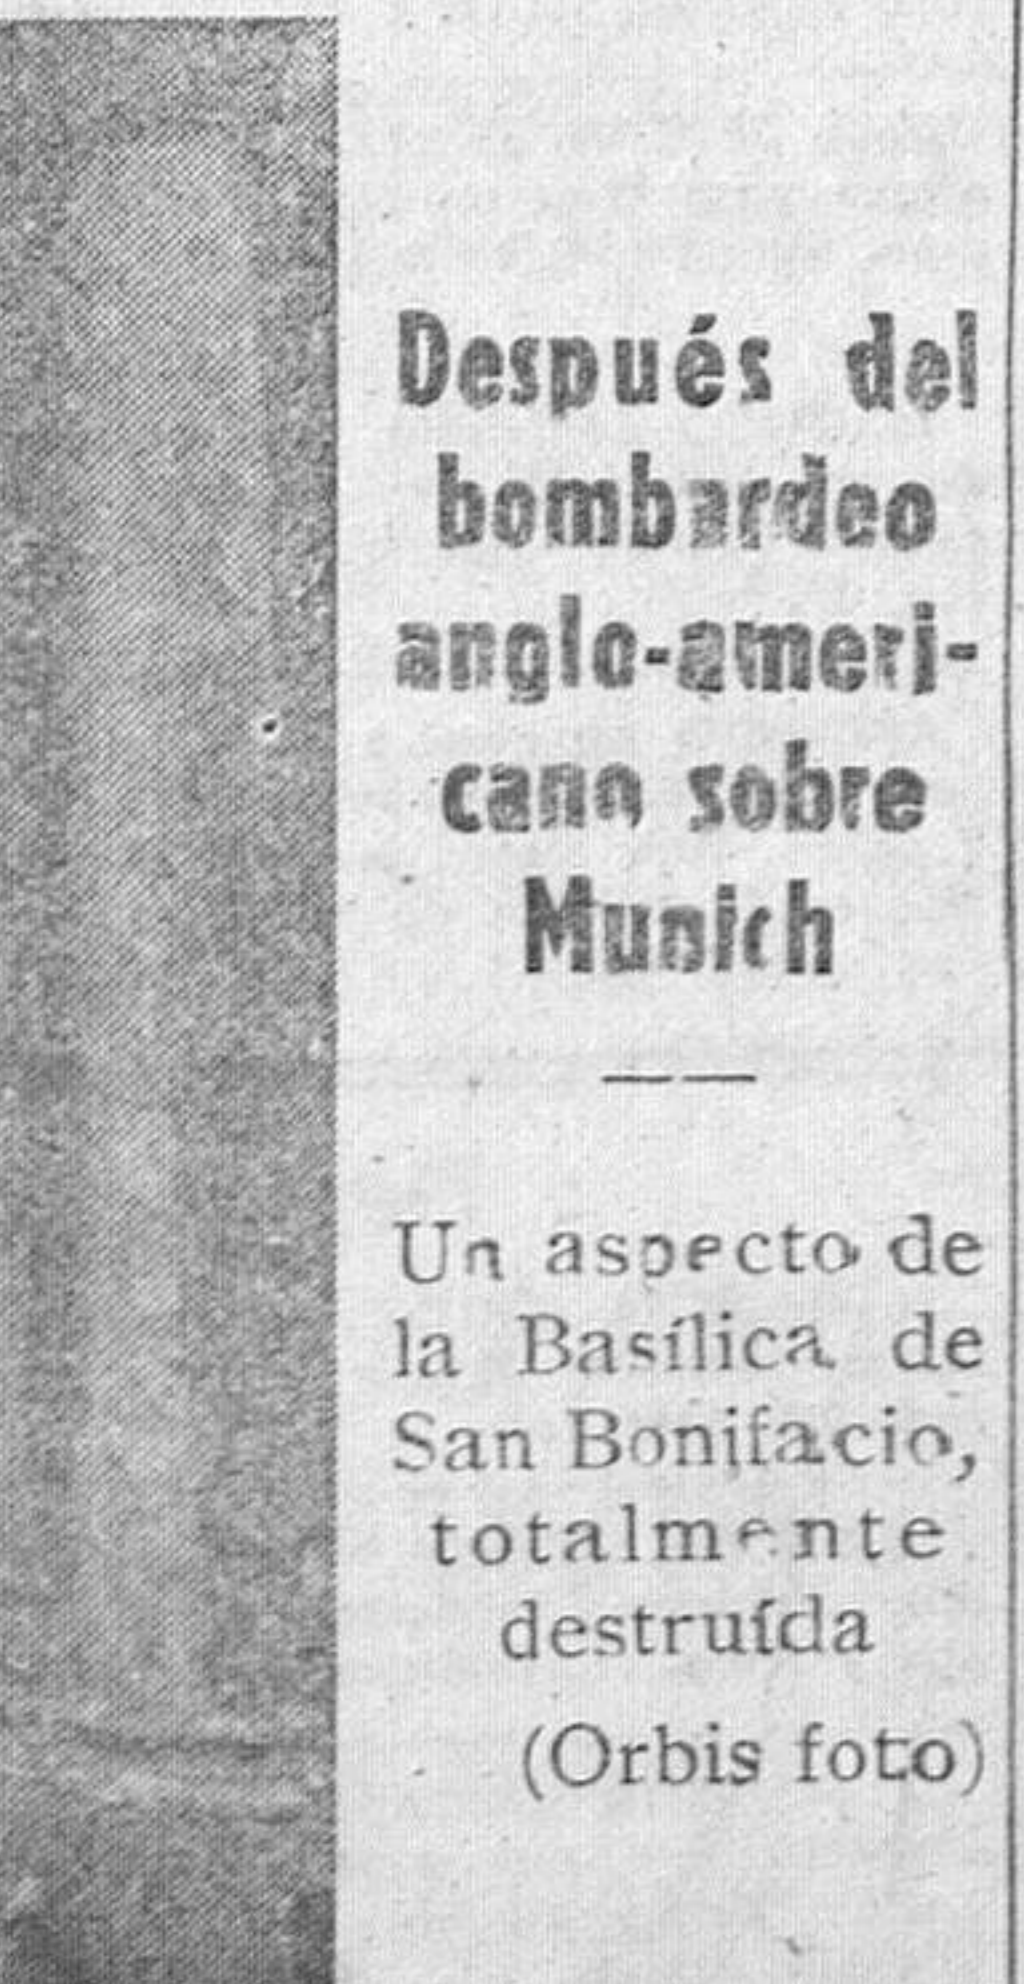 Después del
bombardeo
anglo-ameri-
cano sobre
Munich
Un aspecto de
la Basílica de
San Bonifacio,
totalmente
destruída
(Orbis foto)